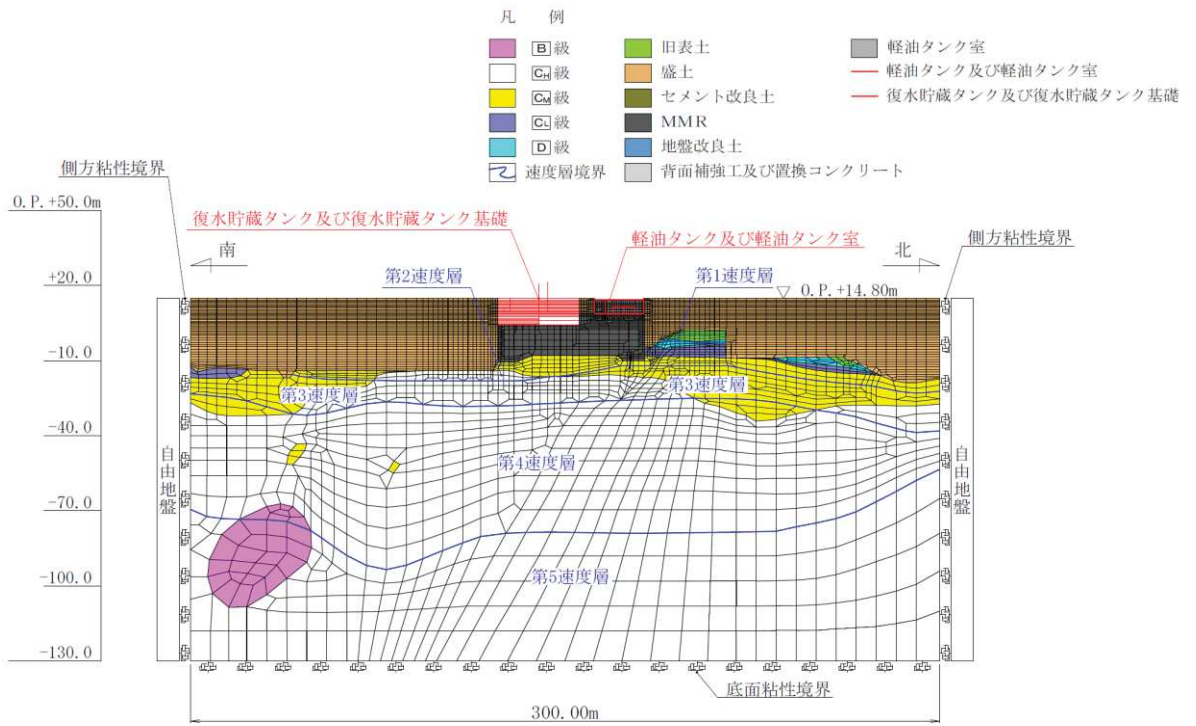 凡 例
B級
CH級
CM級
CL級
D級
速度層境界
旧表土
盛土
セメント改良土
MMR
地盤改良土
背面補強工及び置換コンクリート
軽油タンク室
軽油タンク及び軽油タンク室
復水貯蔵タンク及び復水貯蔵タンク基礎
側方粘性境界
O.P.+50.0m
復水貯蔵タンク及び復水貯蔵タンク基礎
軽油タンク及び軽油タンク室
側方粘性境界
南
北
+20.0
第2速度層
第1速度層
O.P.+14.80m
-10.0
第3速度層
第3速度層
-40.0
第4速度層
自由地盤
自由地盤
-70.0
第5速度層
-100.0
-130.0
底面粘性境界
300.00m